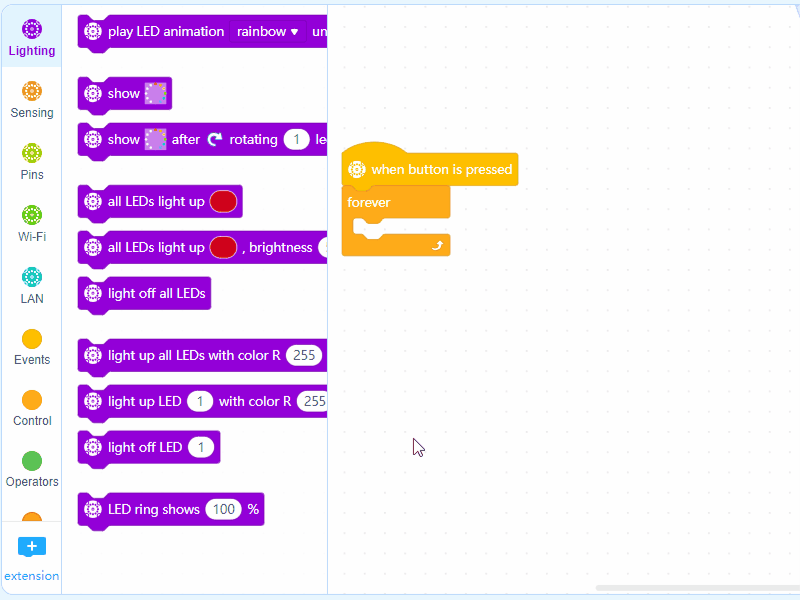 Lighting
Sensing
Pins
Wi-Fi
LAN
Events
Control
Operators
extension
play LED animation rainbow un
show
show after rotating 1 le
all LEDs light up
all LEDs light up , brightness
light off all LEDs
light up all LEDs with color R 255
light up LED 1 with color R 255
light off LED 1
LED ring shows 100 %
when button is pressed
forever